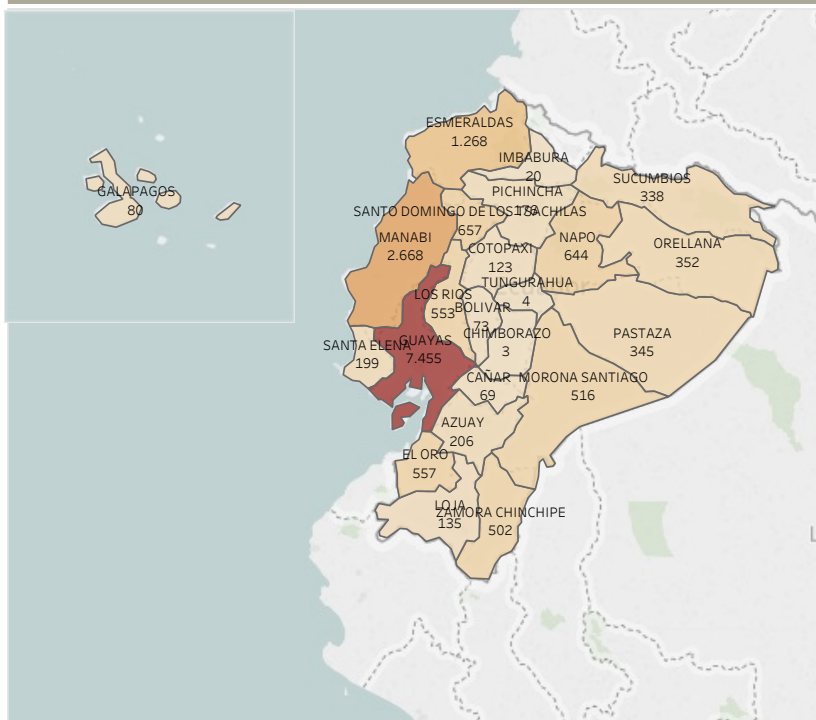 ESMERALDAS
1.268
IMBABURA
20
SUCUMBIOS
338
PICHINCHA
GALAPAGOS
80
SANTO DOMINGO DE LOS TSACHILAS
657
MANABI
2.668
NAPO
644
ORELLANA
352
COTOPAXI
123
TUNGURAHUA
4
LOS RIOS
553
BOLIVAR
73
CHIMBORAZO
3
PASTAZA
345
SANTA ELENA
199
GUAYAS
7.455
CAÑAR
69
MORONA SANTIAGO
516
AZUAY
206
EL ORO
557
LOJA
135
ZAMORA CHINCHIPE
502